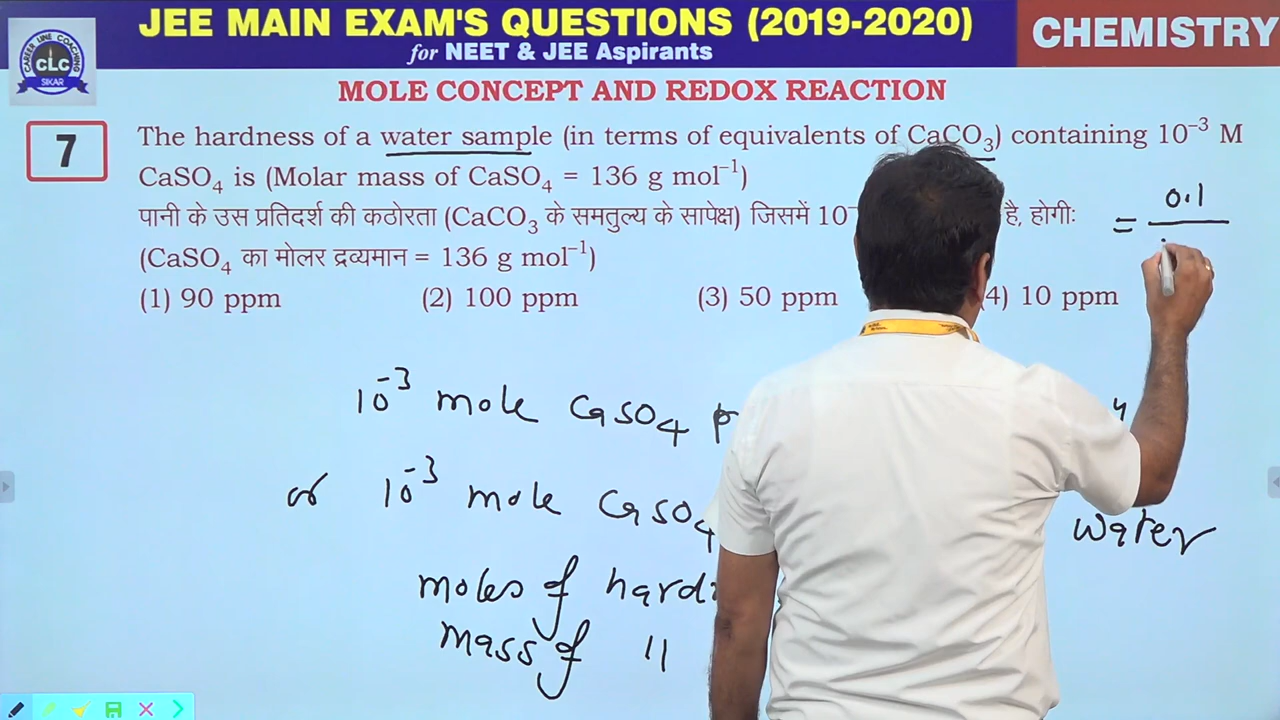 JEE MAIN EXAM'S QUESTIONS (2019-2020)
for NEET & JEE Aspirants
CHEMISTRY
CAREER LINE COACHING
CLC
SIKAR
MOLE CONCEPT AND REDOX REACTION
7
The hardness of a water sample (in terms of equivalents of CaCO₃) containing 10⁻³ M
CaSO₄ is (Molar mass of CaSO₄ = 136 g mol⁻¹)
पानी के उस प्रतिदर्श की कठोरता (CaCO₃ के समतुल्य के सापेक्ष) जिसमें 10⁻ है, होगीः
(CaSO₄ का मोलर द्रव्यमान = 136 g mol⁻¹)
(1) 90 ppm (2) 100 ppm (3) 50 ppm 4) 10 ppm
= 0.1
10⁻³ mole CaSO₄
or 10⁻³ mole CaSO₄ water
moles of
mass of 11